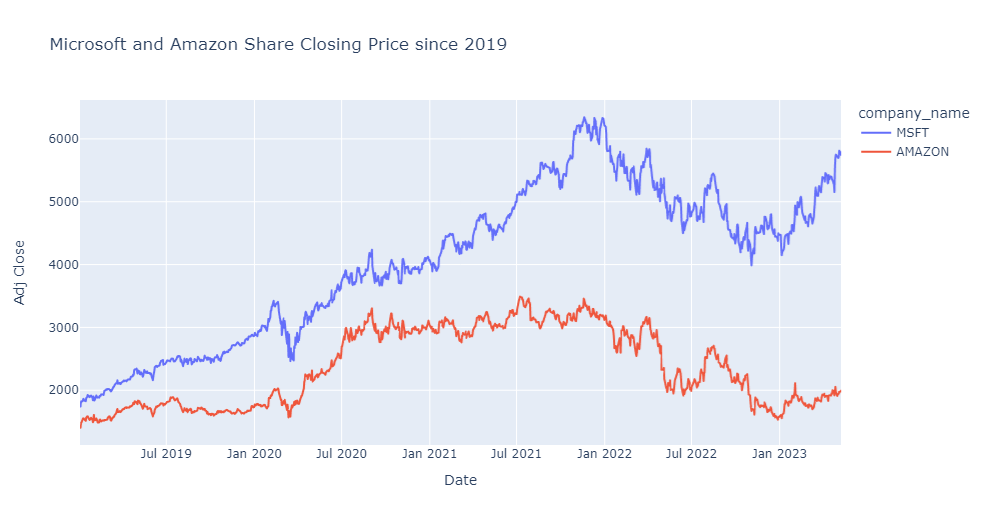 Microsoft and Amazon Share Closing Price since 2019
company_name
MSFT
AMAZON
Adj Close
6000
5000
4000
3000
2000
Jul 2019 Jan 2020 Jul 2020 Jan 2021 Jul 2021 Jan 2022 Jul 2022 Jan 2023
Date